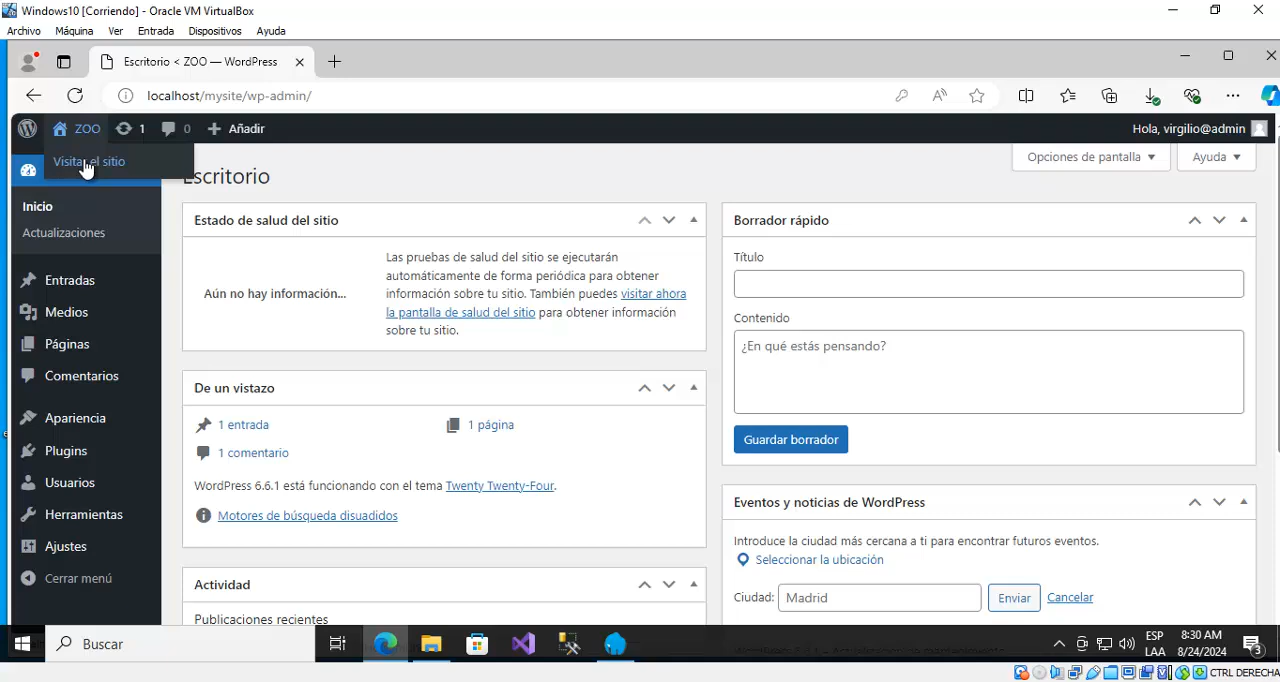 Windows10 [Corriendo] - Oracle VM VirtualBox
Archivo Máquina Ver Entrada Dispositivos Ayuda
Escritorio < ZOO — WordPress
localhost/mysite/wp-admin/
ZOO 1 0 Añadir
Hola, virgilio@admin
Visitar el sitio
Opciones de pantalla Ayuda
Escritorio
Inicio
Actualizaciones
Entradas
Medios
Páginas
Comentarios
Apariencia
Plugins
Usuarios
Herramientas
Ajustes
Cerrar menú
Estado de salud del sitio
Aún no hay información...
Las pruebas de salud del sitio se ejecutarán
automáticamente de forma periódica para obtener
información sobre tu sitio. También puedes visitar ahora
la pantalla de salud del sitio para obtener información
sobre tu sitio.
De un vistazo
1 entrada
1 página
1 comentario
WordPress 6.6.1 está funcionando con el tema Twenty Twenty-Four.
Motores de búsqueda disuadidos
Actividad
Publicaciones recientes
Borrador rápido
Título
Contenido
¿En qué estás pensando?
Guardar borrador
Eventos y noticias de WordPress
Introduce la ciudad más cercana a ti para encontrar futuros eventos.
Seleccionar la ubicación
Ciudad: Madrid Enviar Cancelar
Buscar
ESP
LAA
8:30 AM
8/24/2024
3
CTRL DERECHA